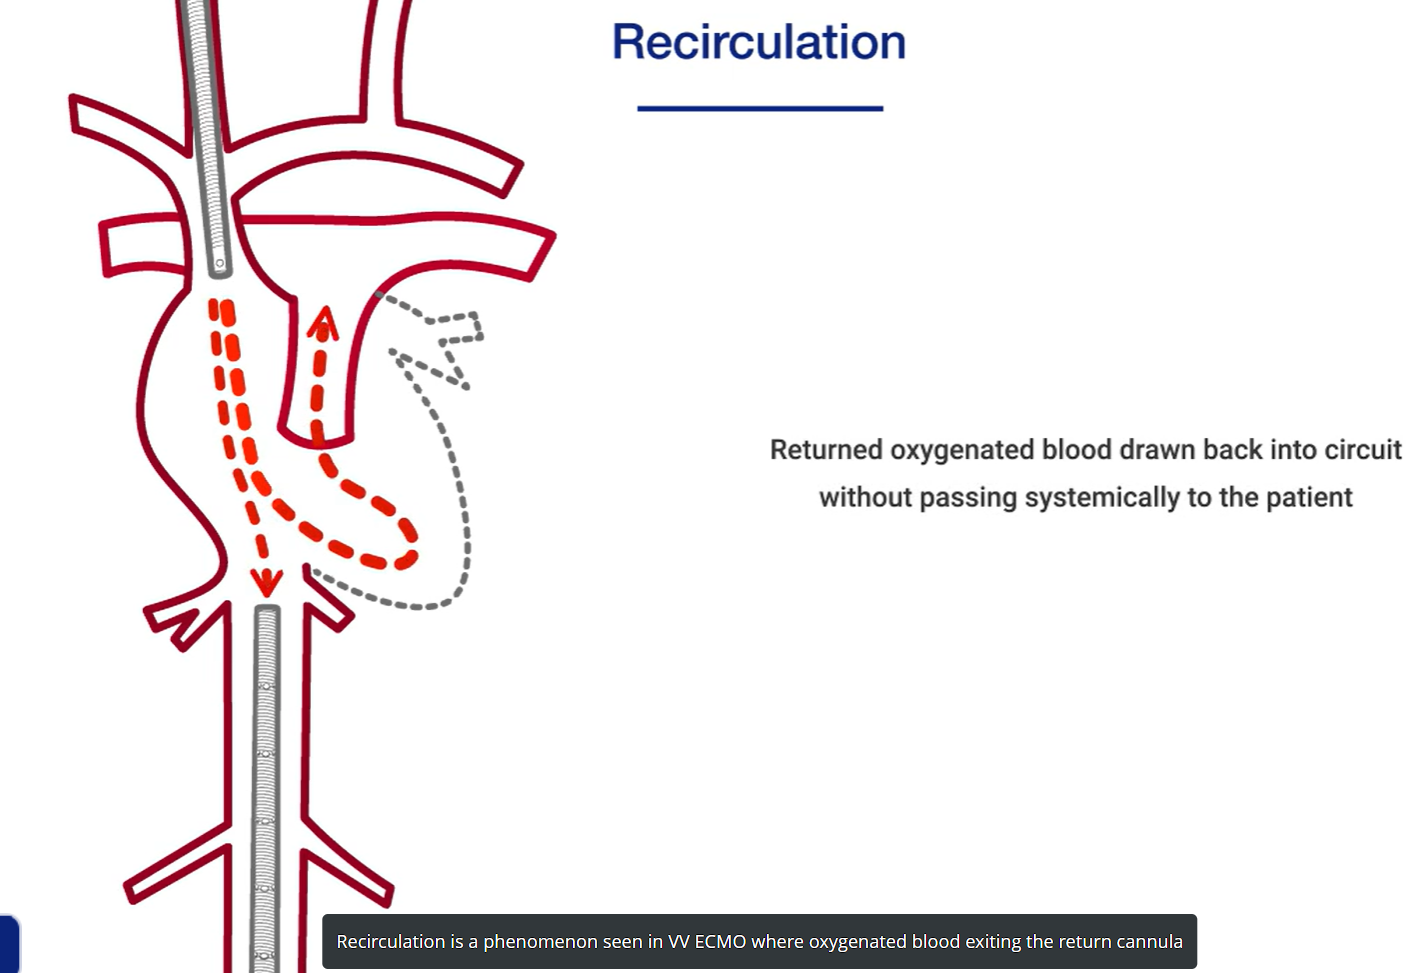 Recirculation
Returned oxygenated blood drawn back into circuit
without passing systemically to the patient
Recirculation is a phenomenon seen in VV ECMO where oxygenated blood exiting the return cannula